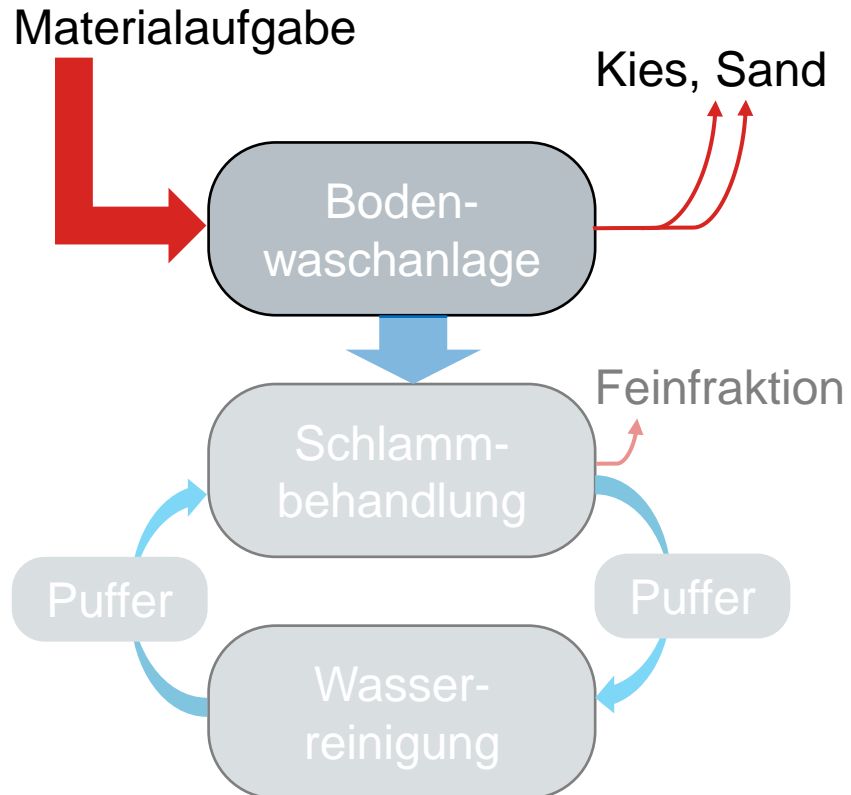 Materialaufgabe
Kies, Sand
Boden-
waschanlage
Feinfraktion
Schlamm-
behandlung
Puffer
Puffer
Wasser-
reinigung